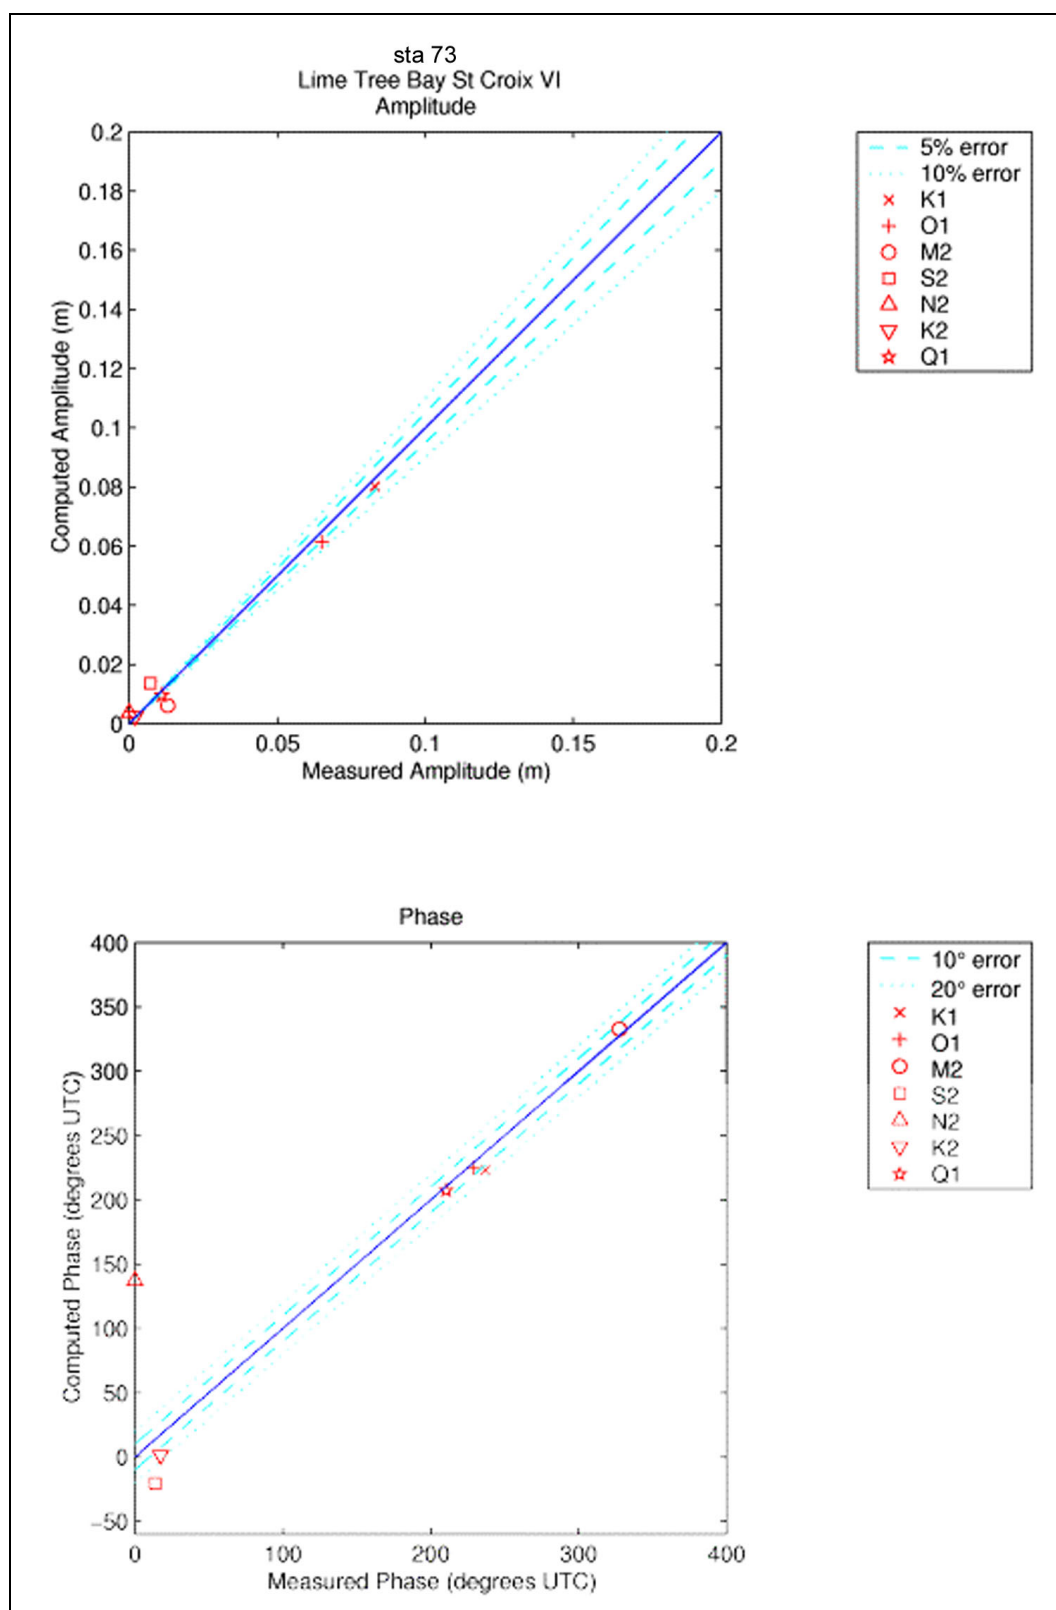 sta 73
Lime Tree Bay St Croix VI
Amplitude
0.2
0.18
0.16
0.14
0.12
0.1
0.08
0.06
0.04
0.02
0
0 0.05 0.1 0.15 0.2
Computed Amplitude (m)
Measured Amplitude (m)
5% error
10% error
K1
O1
M2
S2
N2
K2
Q1
Phase
400
350
300
250
200
150
100
50
0
−50
0 100 200 300 400
Computed Phase (degrees UTC)
Measured Phase (degrees UTC)
10° error
20° error
K1
O1
M2
S2
N2
K2
Q1